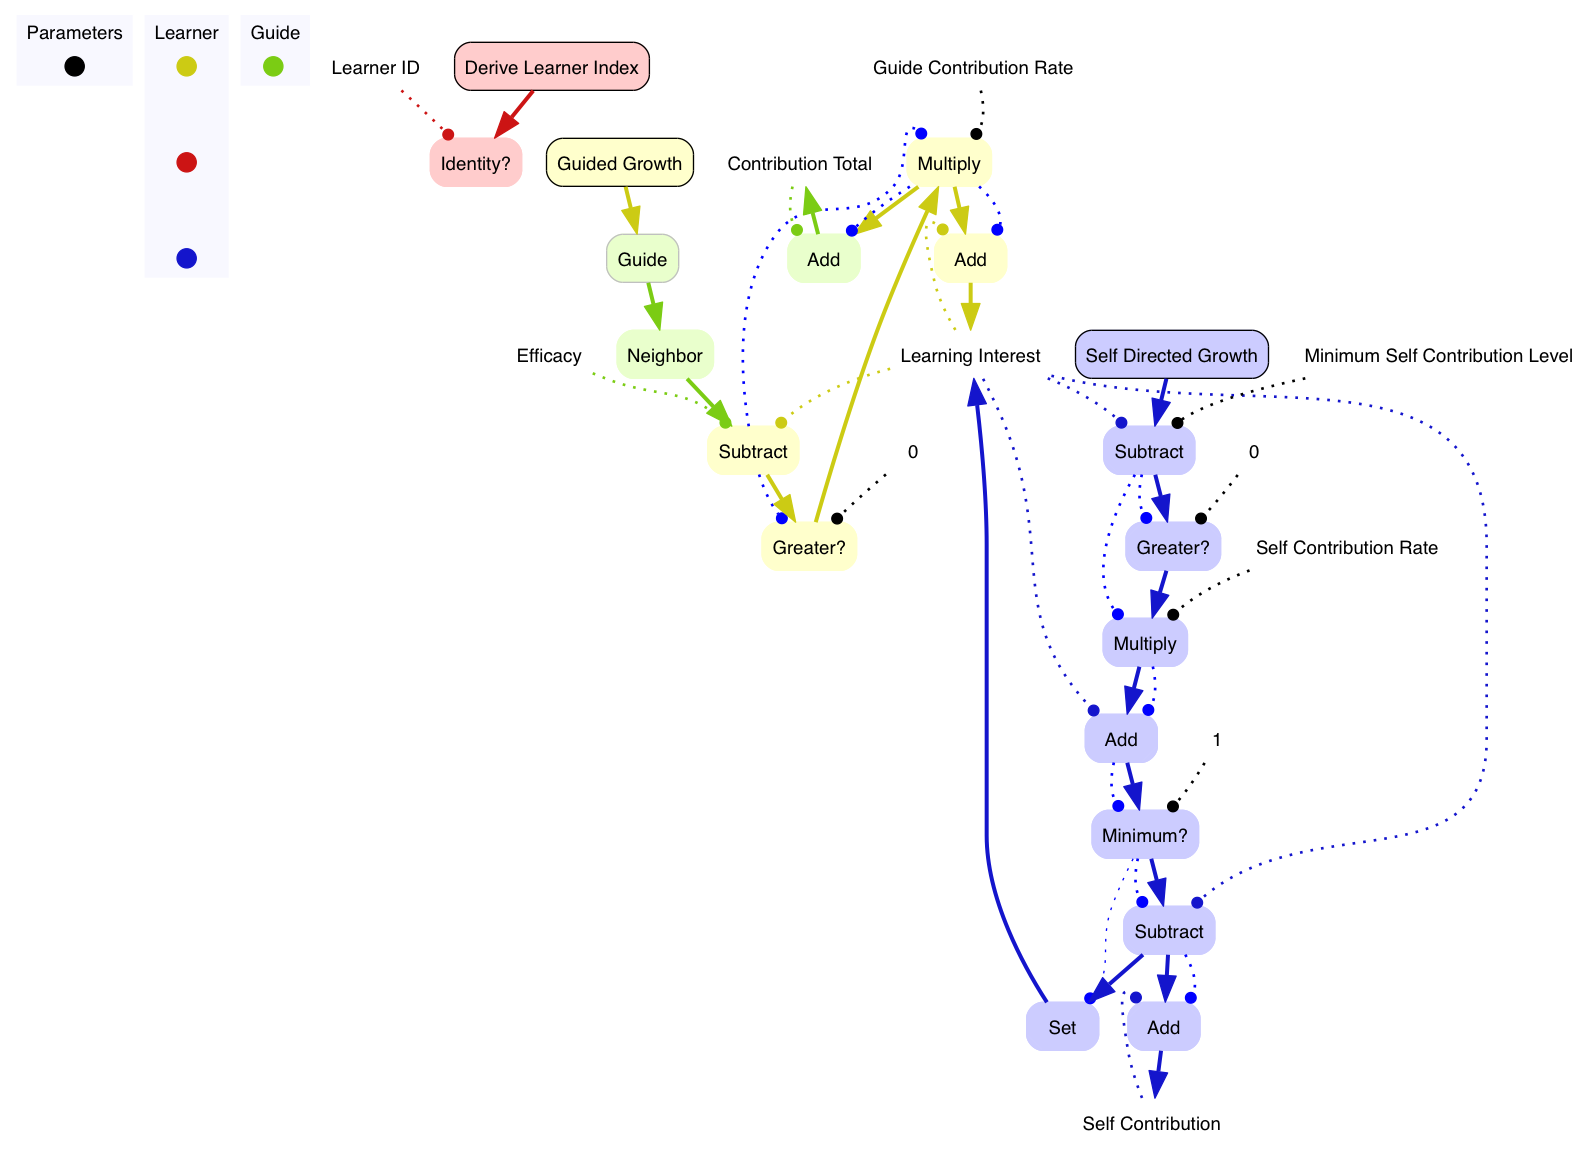 Parameters
Learner
Guide
Learner ID
Derive Learner Index
Guide Contribution Rate
Identity?
Guided Growth
Contribution Total
Multiply
Guide
Add
Add
Efficacy
Neighbor
Learning Interest
Self Directed Growth
Minimum Self Contribution Level
Subtract
0
Subtract
0
Greater?
Greater?
Self Contribution Rate
Multiply
Add
1
Minimum?
Subtract
Set
Add
Self Contribution